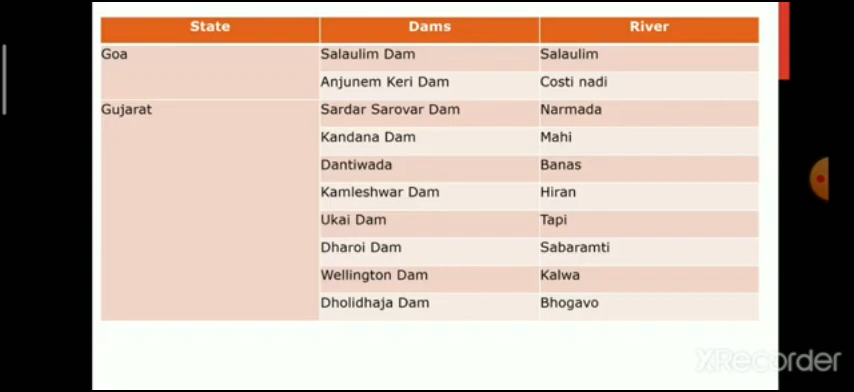 State Dams River
Goa Salaulim Dam Salaulim
Anjunem Keri Dam Costi nadi
Gujarat Sardar Sarovar Dam Narmada
Kandana Dam Mahi
Dantiwada Banas
Kamleshwar Dam Hiran
Ukai Dam Tapi
Dharoi Dam Sabaramti
Wellington Dam Kalwa
Dholidhaja Dam Bhogavo
XRecorder